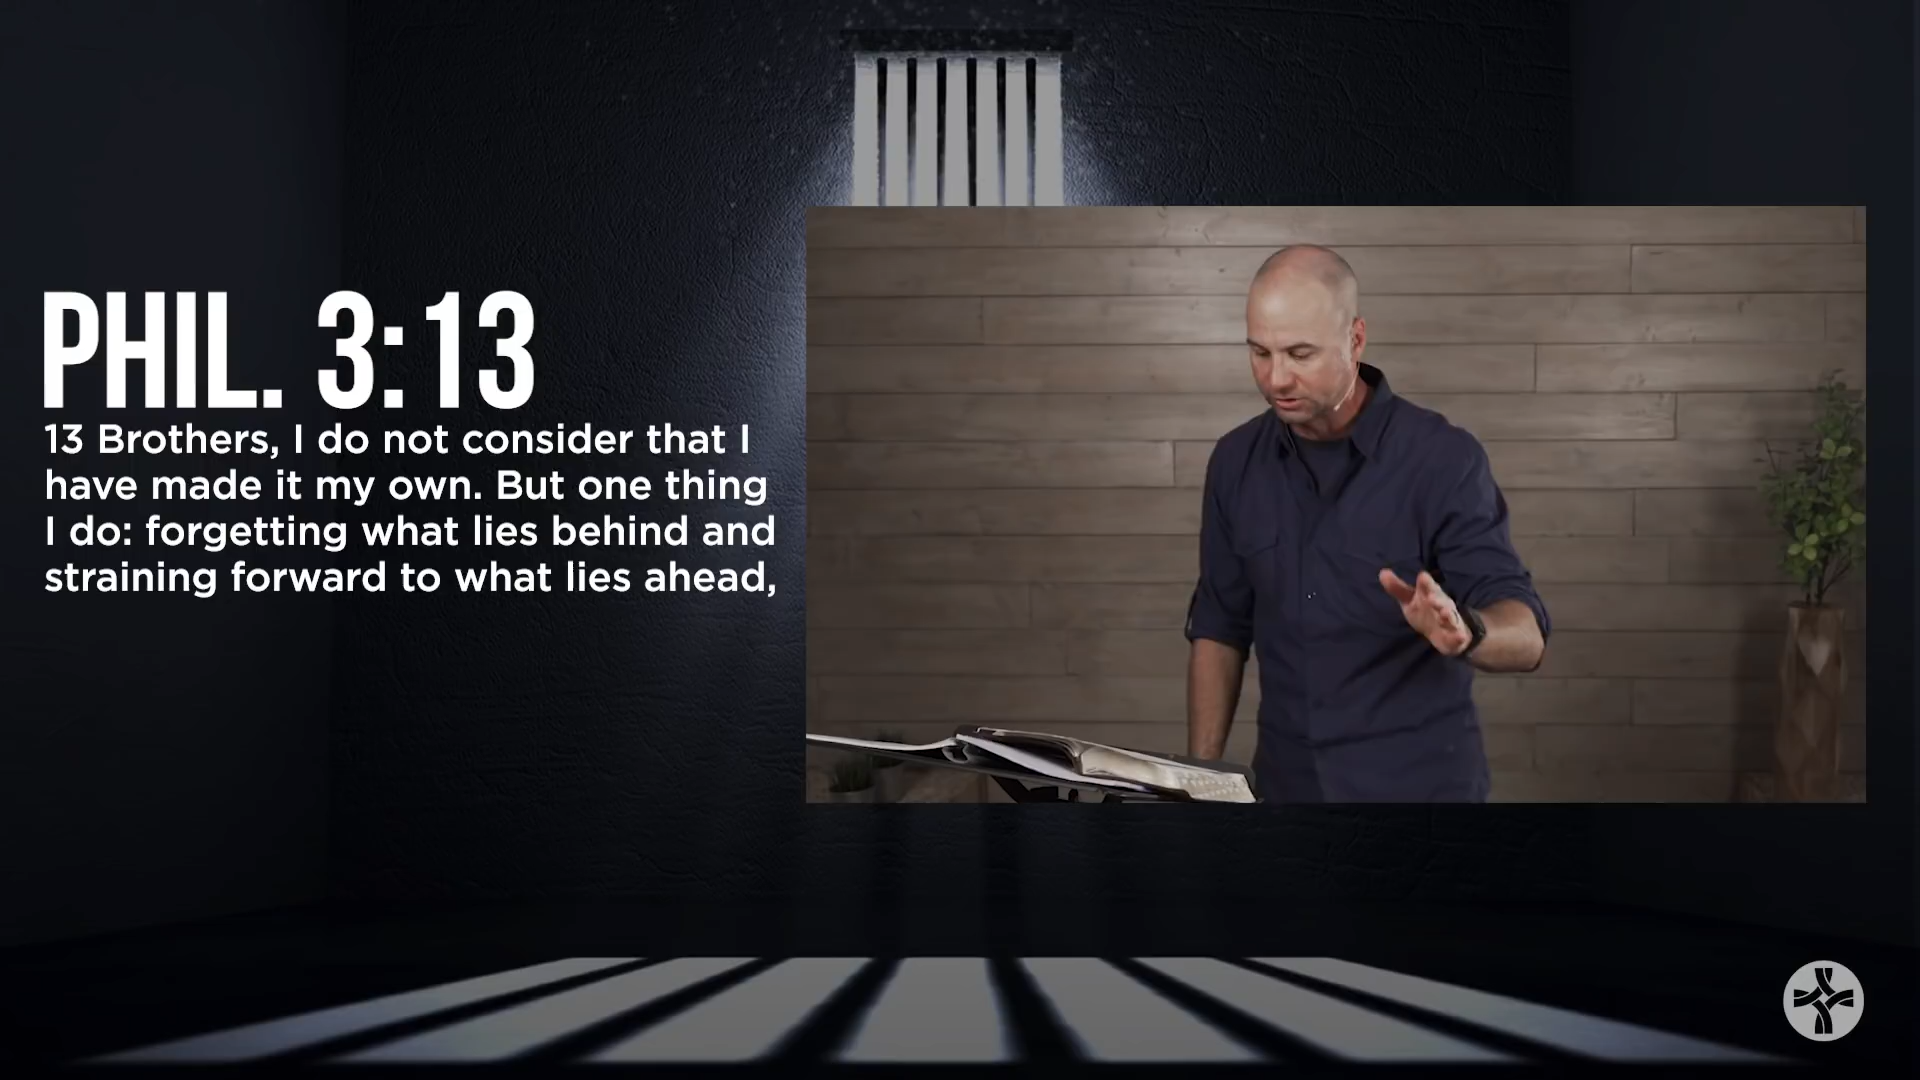 PHIL. 3:13
13 Brothers, I do not consider that I
have made it my own. But one thing
I do: forgetting what lies behind and
straining forward to what lies ahead,